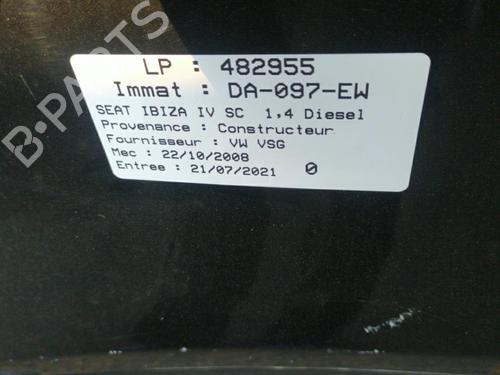 B-PARTS
LP : 482955
Immat : DA-097-EW
SEAT IBIZA IV SC 1,4 Diesel
Provenance : Constructeur
Fournisseur : VW VSG
Mec : 22/10/2008
Entree : 21/07/2021 0